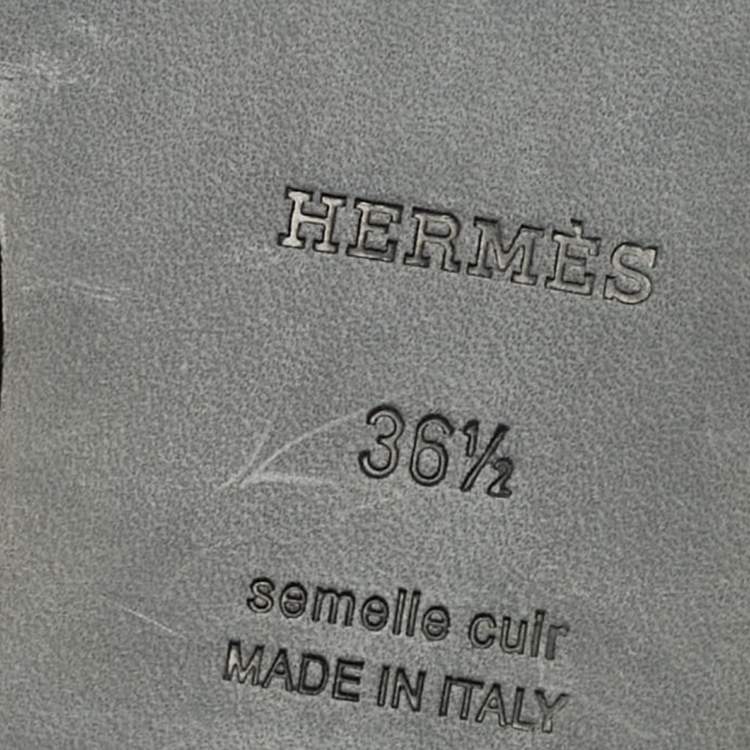 HERMÈS
36½
semelle cuir
MADE IN ITALY